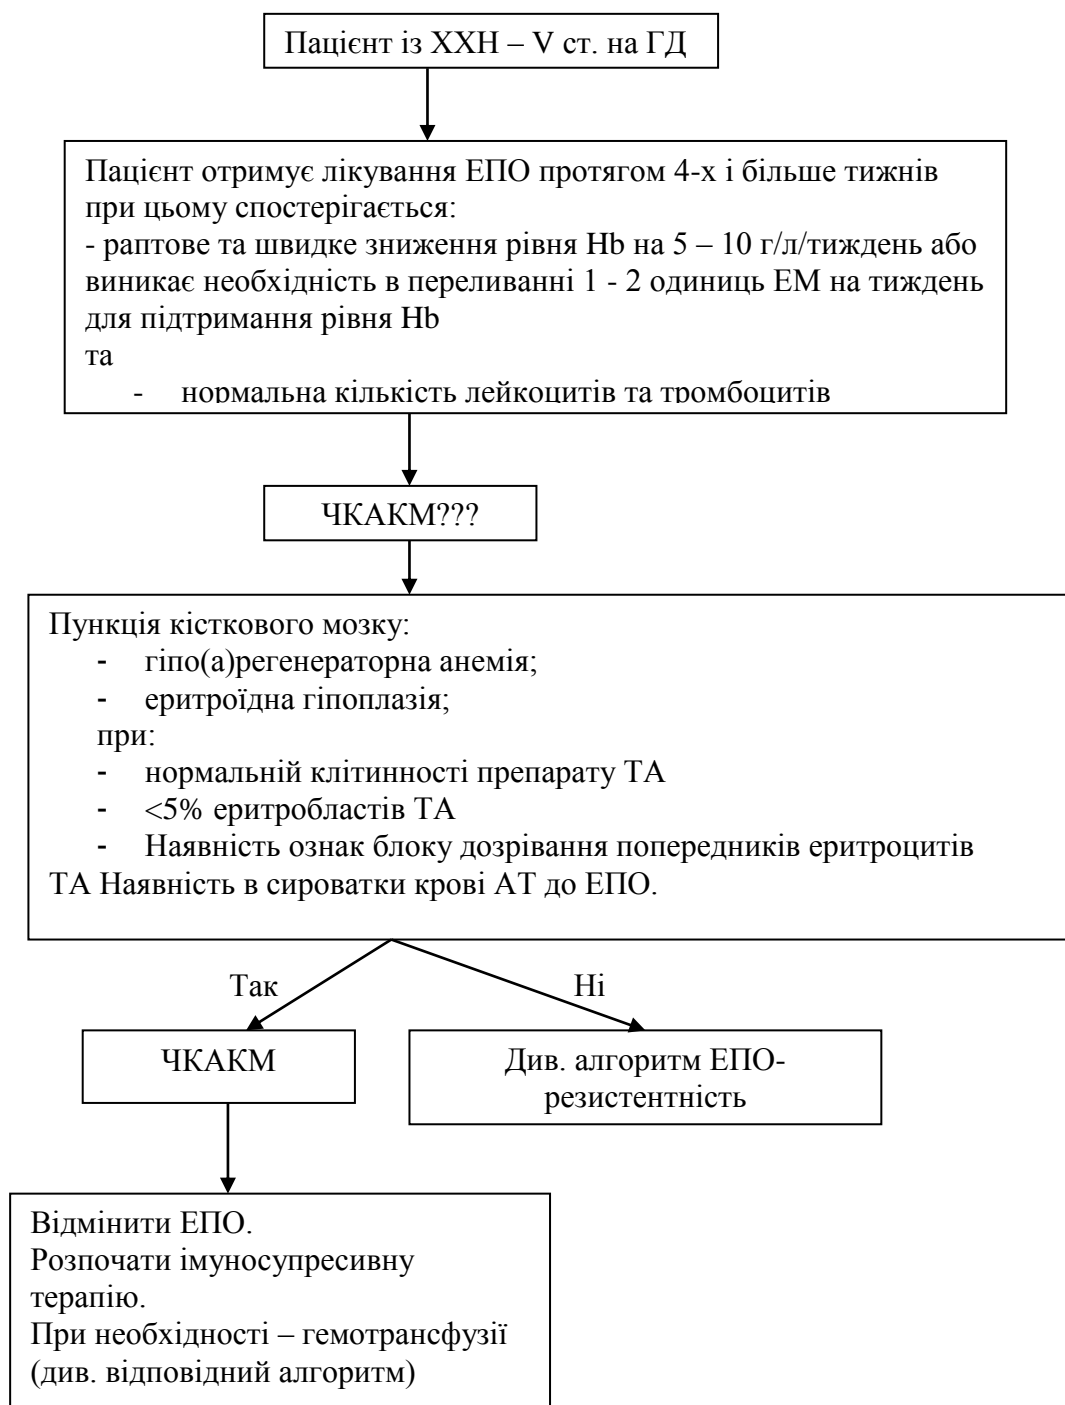 Пацієнт із ХХН – V ст. на ГД
Пацієнт отримує лікування ЕПО протягом 4-х і більше тижнів
при цьому спостерігається:
- раптове та швидке зниження рівня Hb на 5 – 10 г/л/тиждень або
виникає необхідність в переливанні 1 - 2 одиниць ЕМ на тиждень
для підтримання рівня Hb
та
- нормальна кількість лейкоцитів та тромбоцитів
ЧКАКМ???
Пункція кісткового мозку:
- гіпо(а)регенераторна анемія;
- еритроїдна гіпоплазія;
при:
- нормальній клітинності препарату ТА
- <5% еритробластів ТА
- Наявність ознак блоку дозрівання попередників еритроцитів
ТА Наявність в сироватки крові АТ до ЕПО.
Так
Ні
ЧКАКМ
Див. алгоритм ЕПО-
резистентність
Відмінити ЕПО.
Розпочати імуносупресивну
терапію.
При необхідності – гемотрансфузії
(див. відповідний алгоритм)